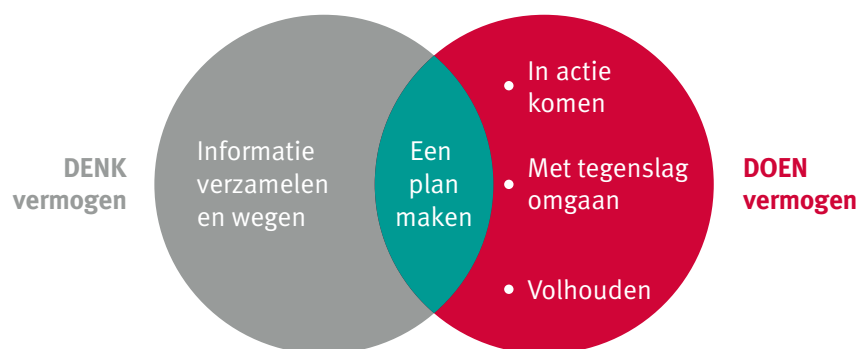 DENK
vermogen
Informatie
verzamelen
en wegen
Een
plan
maken
• In actie
komen
• Met tegenslag
omgaan
• Volhouden
DOEN
vermogen